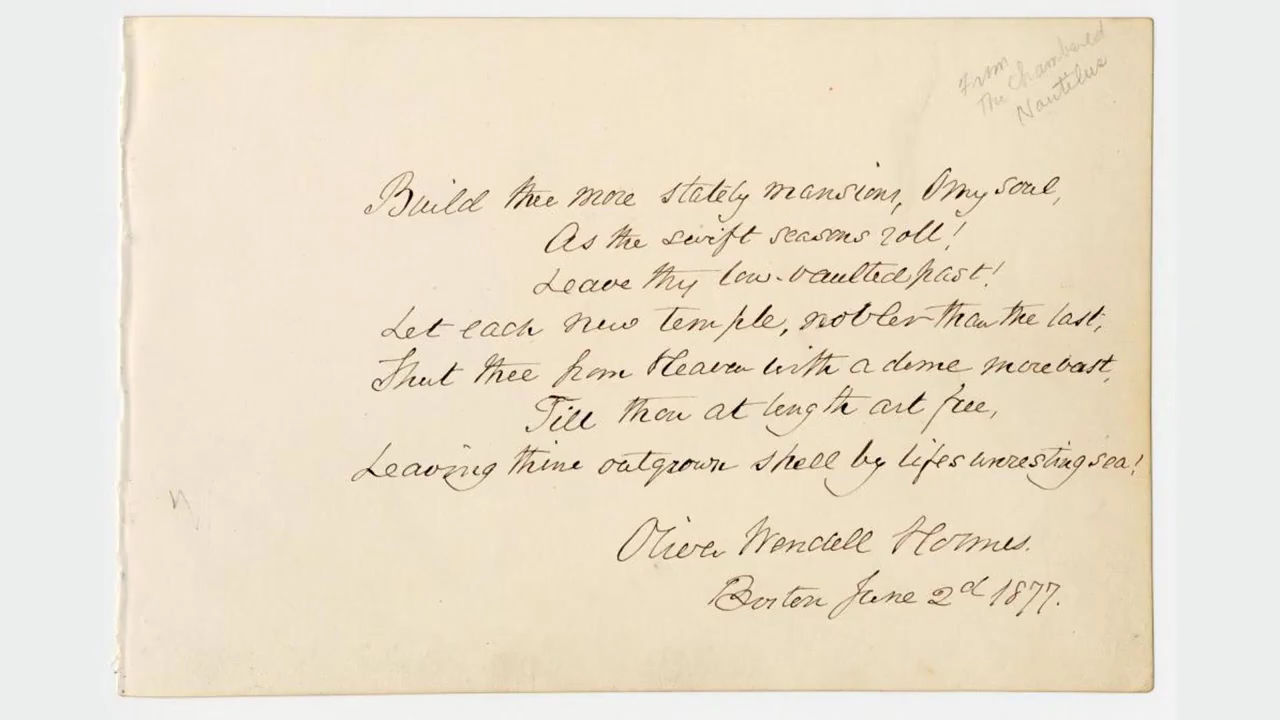 From
The Chambered
Nautilus
Build thee more stately mansions, O my soul,
As the swift seasons roll!
Leave thy low-vaulted past!
Let each new temple, nobler than the last,
Shut thee from Heaven with a dome more vast,
Till thou at length art free,
Leaving thine outgrown shell by lifes unresting sea!
Oliver Wendell Holmes.
Boston June 2d 1877.